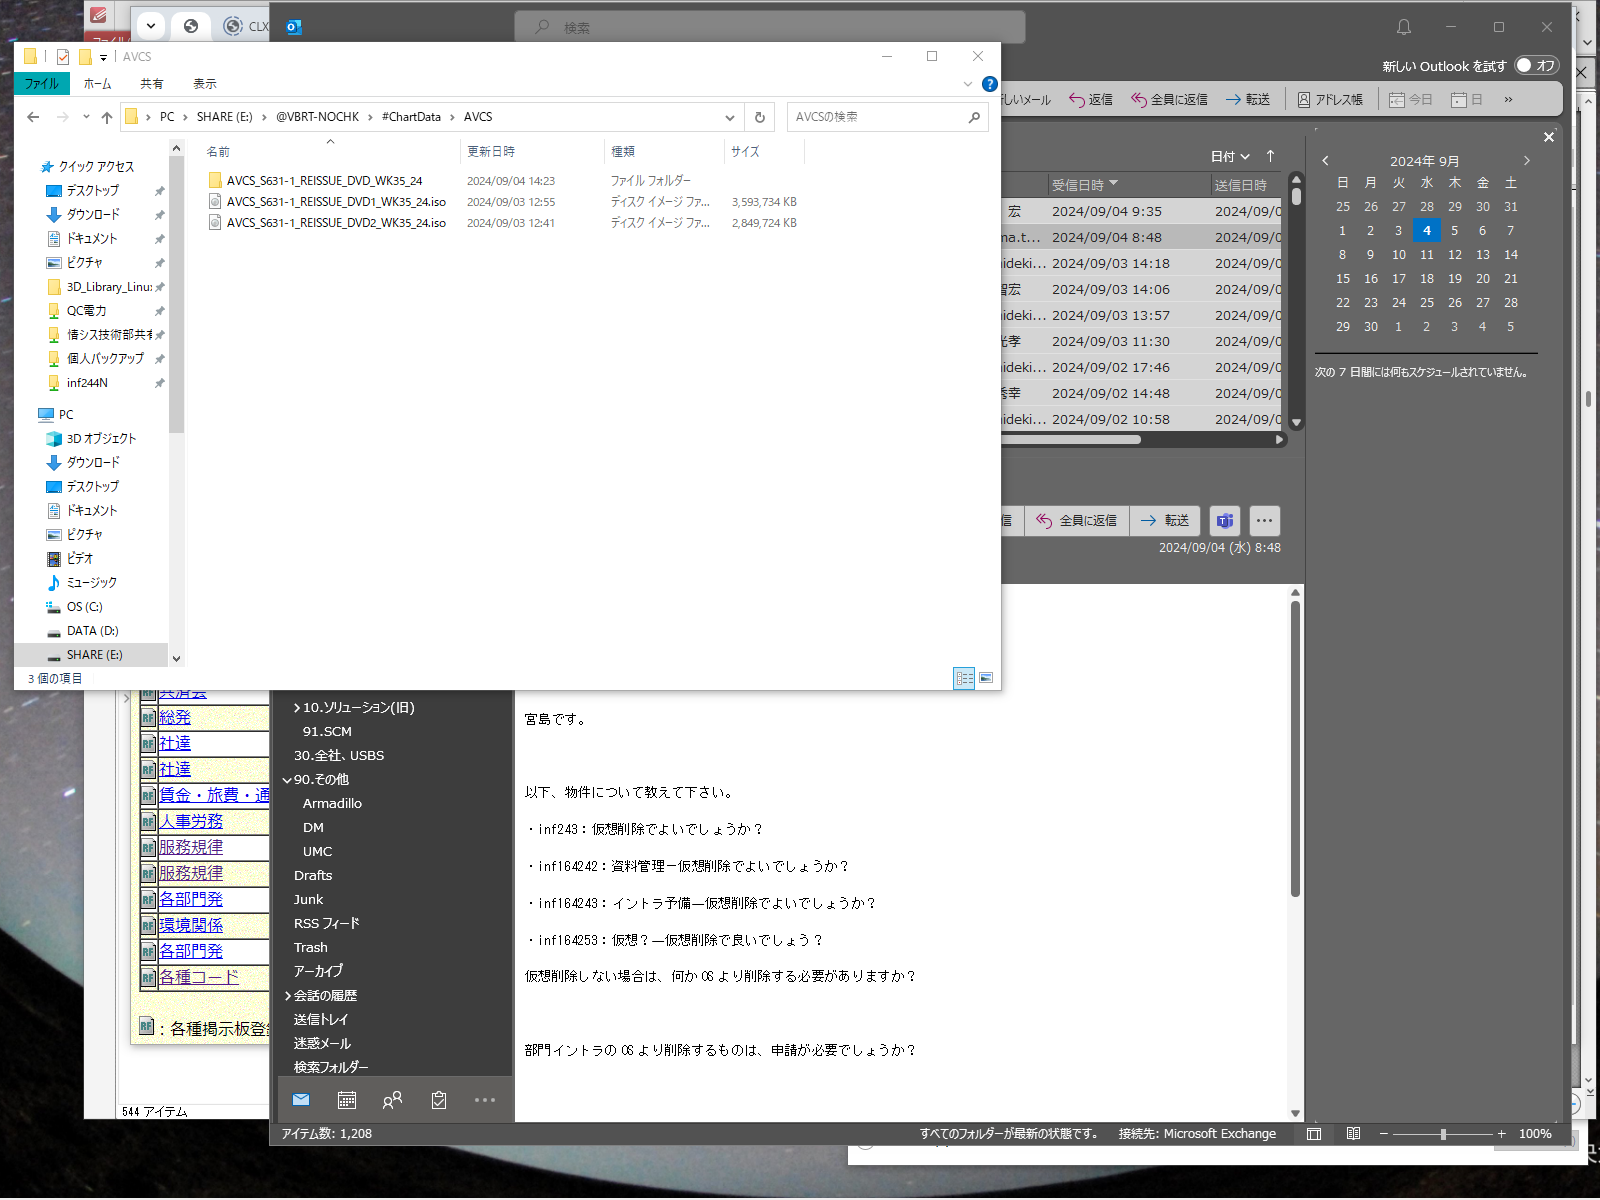 CLX
検索
AVCS
新しい Outlook を試す
オフ
ファイル
ホーム
共有
表示
しいメール
返信
全員に返信
転送
アドレス帳
今日
日
PC
SHARE (E:)
@VBRT-NOCHK
#ChartData
AVCS
AVCSの検索
名前
更新日時
種類
サイズ
AVCS_S631-1_REISSUE_DVD_WK35_24
2024/09/04 14:23
ファイル フォルダー
AVCS_S631-1_REISSUE_DVD1_WK35_24.iso
2024/09/03 12:55
ディスク イメージ ファ...
3,593,734 KB
AVCS_S631-1_REISSUE_DVD2_WK35_24.iso
2024/09/03 12:41
ディスク イメージ ファ...
2,849,724 KB
クイック アクセス
デスクトップ
ダウンロード
ドキュメント
ピクチャ
3D_Library_Linu
QC電力
情シス技術部共有
個人バックアップ
inf244N
PC
3D オブジェクト
ダウンロード
デスクトップ
ドキュメント
ピクチャ
ビデオ
ミュージック
OS (C:)
DATA (D:)
SHARE (E:)
3 個の項目
日付
受信日時
送信日時
宏
2024/09/04 9:35
2024/09/0
ma.t...
2024/09/04 8:48
2024/09/0
ideki...
2024/09/03 14:18
2024/09/0
宏
2024/09/03 14:06
2024/09/0
ideki...
2024/09/03 13:57
2024/09/0
孝
2024/09/03 11:30
2024/09/0
ideki...
2024/09/02 17:46
2024/09/0
秀幸
2024/09/02 14:48
2024/09/0
ideki...
2024/09/02 10:58
2024/09/0
2024年 9月
日 月 火 水 木 金 土
25 26 27 28 29 30 31
1 2 3 4 5 6 7
8 9 10 11 12 13 14
15 16 17 18 19 20 21
22 23 24 25 26 27 28
29 30 1 2 3 4 5
次の 7 日間には何もスケジュールされていません。
信
全員に返信
転送
2024/09/04 (水) 8:48
共済会
総発
社達
社達
賃金・旅費・通
人事労務
服務規律
服務規律
各部門発
環境関係
各部門発
各種コード
：各種掲示板登録
544 アイテム
10.ソリューション(旧)
91.SCM
30.全社、USBS
90.その他
Armadillo
DM
UMC
Drafts
Junk
RSS フィード
Trash
アーカイブ
会話の履歴
送信トレイ
迷惑メール
検索フォルダー
宮島です。
以下、物件について教えて下さい。
・inf243：仮想削除でよいでしょうか？
・inf164242：資料管理－仮想削除でよいでしょうか？
・inf164243：イントラ予備―仮想削除でよいでしょうか？
・inf164253：仮想？―仮想削除で良いでしょう？
仮想削除しない場合は、何かOSより削除する必要がありますか？
部門イントラのOSより削除するものは、申請が必要でしょうか？
アイテム数: 1,208
すべてのフォルダーが最新の状態です。
接続先: Microsoft Exchange
100%